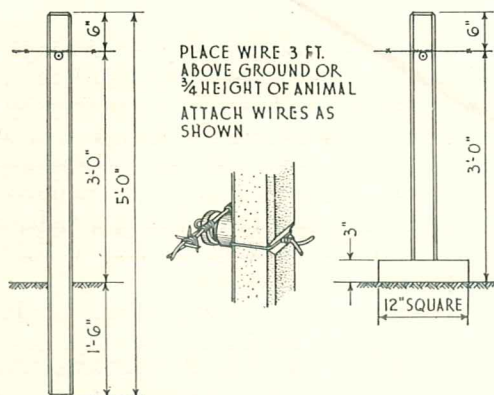 6"
3'-0"
5'-0"
1'-6"
PLACE WIRE 3 FT.
ABOVE GROUND OR
3/4 HEIGHT OF ANIMAL
ATTACH WIRES AS
SHOWN
6"
3'-0"
3"
12" SQUARE